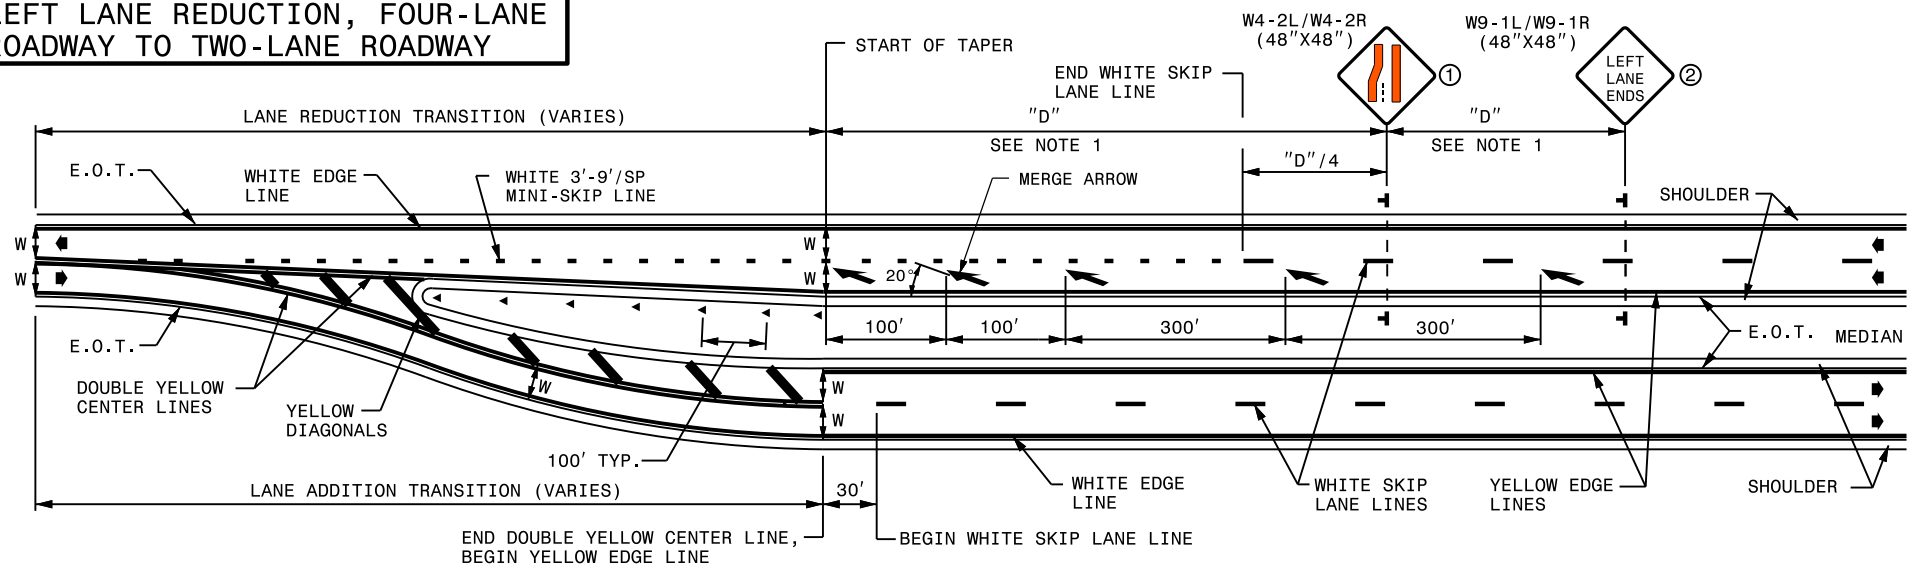 LEFT LANE REDUCTION, FOUR-LANE
ROADWAY TO TWO-LANE ROADWAY
START OF TAPER
W4-2L/W4-2R
(48"X48")
1
W9-1L/W9-1R
(48"X48")
LEFT
LANE
ENDS
2
END WHITE SKIP
LANE LINE
LANE REDUCTION TRANSITION (VARIES)
"D"
SEE NOTE 1
"D"
SEE NOTE 1
"D"/4
E.O.T.
WHITE EDGE
LINE
WHITE 3'-9'/SP
MINI-SKIP LINE
MERGE ARROW
SHOULDER
W
W
W
W
20°
100'
100'
300'
300'
E.O.T.
MEDIAN
E.O.T.
DOUBLE YELLOW
CENTER LINES
YELLOW
DIAGONALS
W
W
W
100' TYP.
LANE ADDITION TRANSITION (VARIES)
30'
WHITE EDGE
LINE
WHITE SKIP
LANE LINES
YELLOW EDGE
LINES
SHOULDER
END DOUBLE YELLOW CENTER LINE,
BEGIN YELLOW EDGE LINE
BEGIN WHITE SKIP LANE LINE